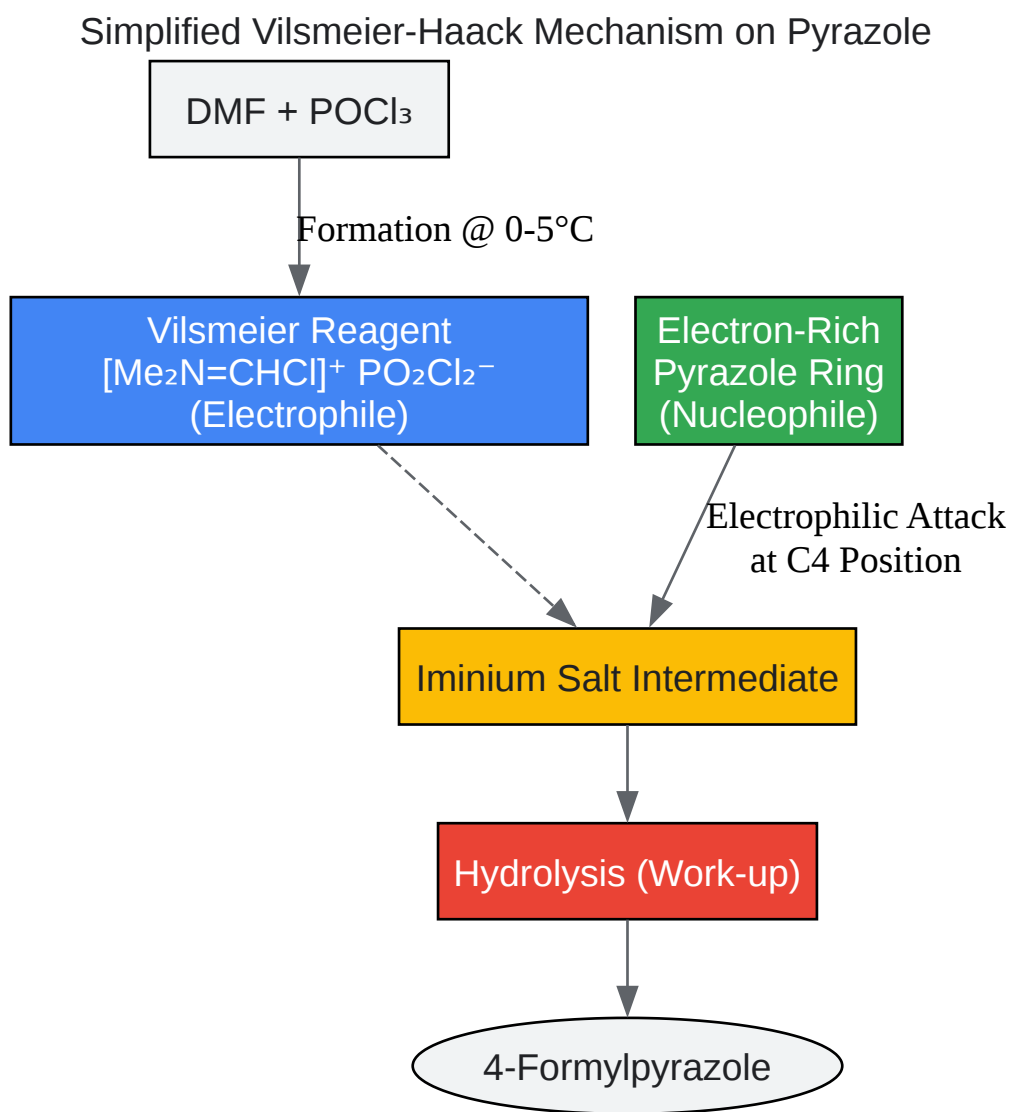 Simplified Vilsmeier-Haack Mechanism on Pyrazole
DMF + POCl₃
Formation @ 0-5°C
Vilsmeier Reagent
[Me₂N=CHCl]⁺ PO₂Cl₂⁻
(Electrophile)
Electron-Rich
Pyrazole Ring
(Nucleophile)
Electrophilic Attack
at C4 Position
Iminium Salt Intermediate
Hydrolysis (Work-up)
4-Formylpyrazole